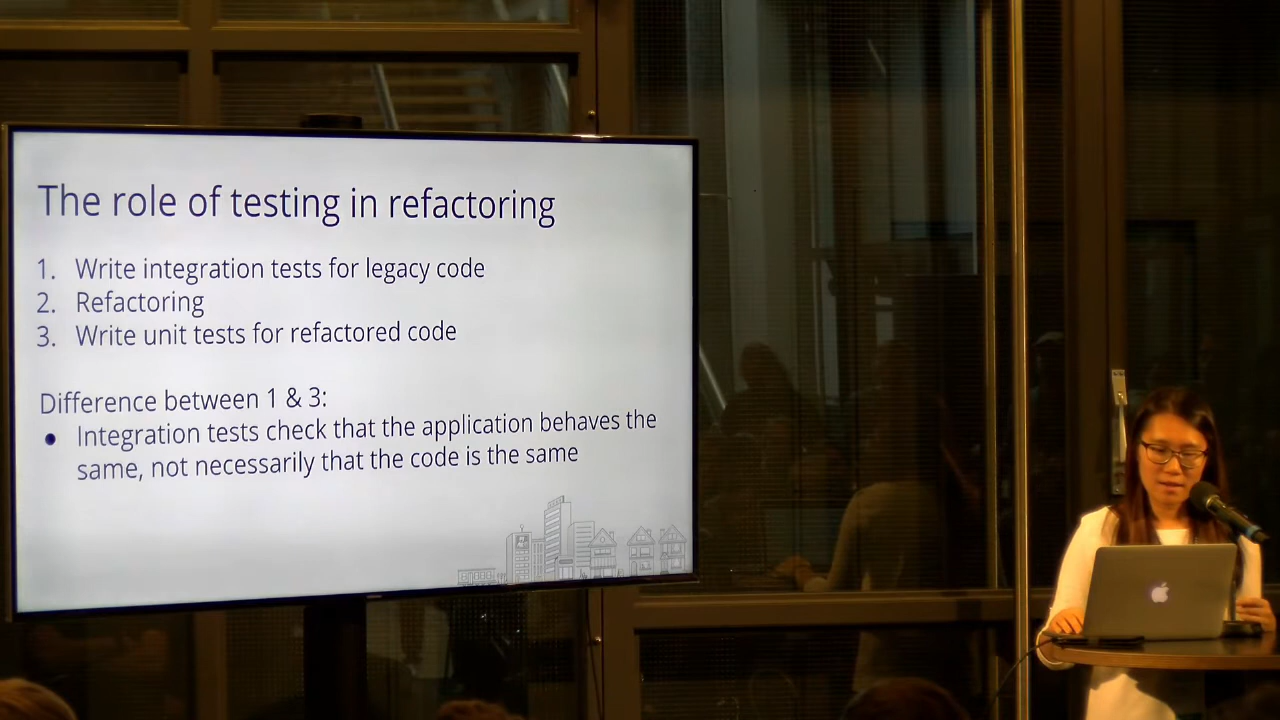 The role of testing in refactoring
1. Write integration tests for legacy code
2. Refactoring
3. Write unit tests for refactored code
Difference between 1 & 3:
● Integration tests check that the application behaves the
same, not necessarily that the code is the same